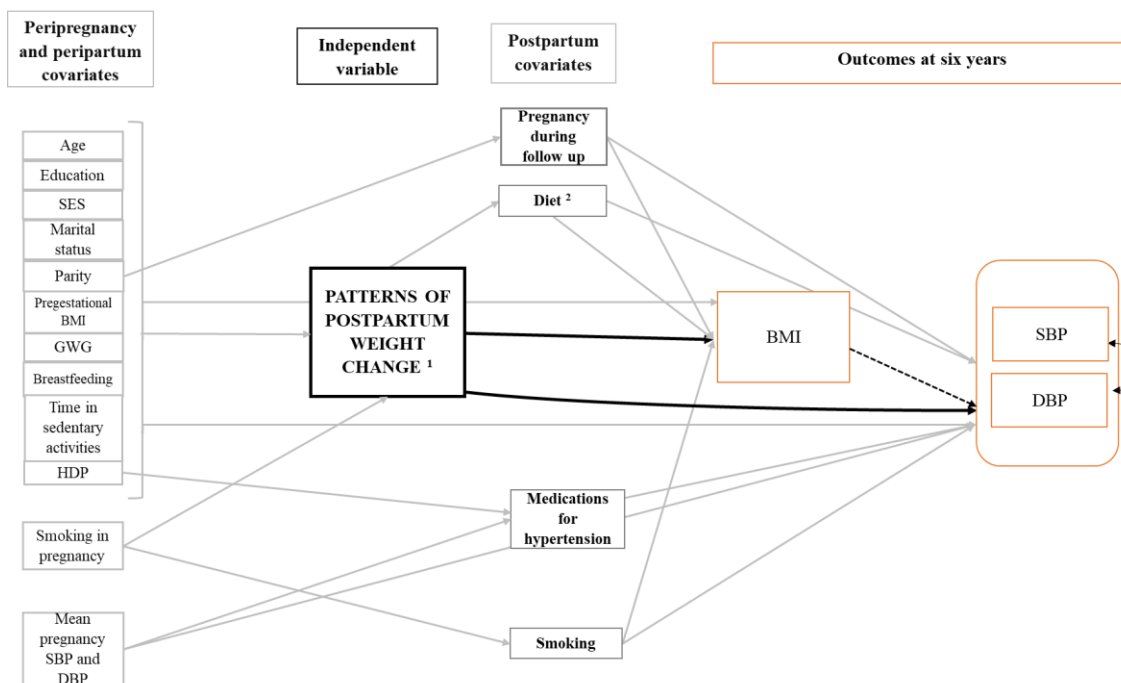 Peripregnancy
and peripartum
covariates
Independent
variable
Postpartum
covariates
Outcomes at six years
Age
Education
SES
Marital
status
Parity
Pregestational
BMI
GWG
Breastfeeding
Time in
sedentary
activities
HDP
Smoking in
pregnancy
Mean
pregnancy
SBP and
DBP
PATTERNS OF
POSTPARTUM
WEIGHT
CHANGE ¹
Pregnancy
during
follow up
Diet ²
Medications
for
hypertension
Smoking
BMI
SBP
DBP